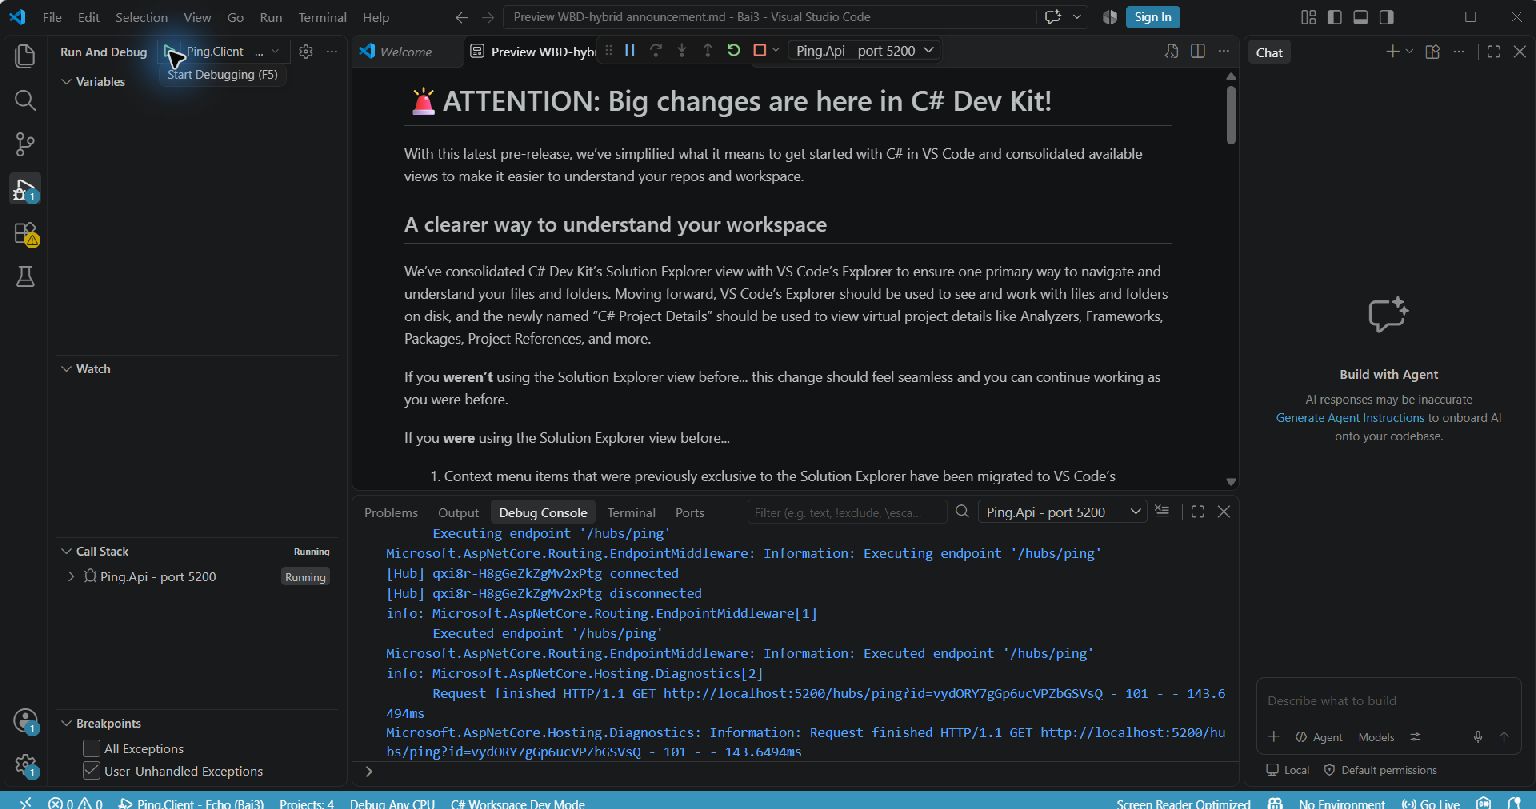 File Edit Selection View Go Run Terminal Help
Preview WBD-hybrid announcement.md - Bai3 - Visual Studio Code
Sign In
Run And Debug
Ping.Client ...
Start Debugging (F5)
Welcome
Preview WBD-hybr
Ping.Api - port 5200
Chat
Variables
🚨 ATTENTION: Big changes are here in C# Dev Kit!
With this latest pre-release, we've simplified what it means to get started with C# in VS Code and consolidated available
views to make it easier to understand your repos and workspace.
A clearer way to understand your workspace
We've consolidated C# Dev Kit's Solution Explorer view with VS Code's Explorer to ensure one primary way to navigate and
understand your files and folders. Moving forward, VS Code's Explorer should be used to see and work with files and folders
on disk, and the newly named "C# Project Details" should be used to view virtual project details like Analyzers, Frameworks,
Packages, Project References, and more.
If you weren't using the Solution Explorer view before... this change should feel seamless and you can continue working as
you were before.
If you were using the Solution Explorer view before...
1. Context menu items that were previously exclusive to the Solution Explorer have been migrated to VS Code's
Watch
Build with Agent
AI responses may be inaccurate
Generate Agent Instructions to onboard AI
onto your codebase.
Problems Output Debug Console Terminal Ports
Filter (e.g. text, !exclude, \esca...
Ping.Api - port 5200
Executing endpoint '/hubs/ping'
Microsoft.AspNetCore.Routing.EndpointMiddleware: Information: Executing endpoint '/hubs/ping'
[Hub] qxi8r-H8gGeZkZgMv2xPtg connected
[Hub] qxi8r-H8gGeZkZgMv2xPtg disconnected
info: Microsoft.AspNetCore.Routing.EndpointMiddleware[1]
Executed endpoint '/hubs/ping'
Microsoft.AspNetCore.Routing.EndpointMiddleware: Information: Executed endpoint '/hubs/ping'
info: Microsoft.AspNetCore.Hosting.Diagnostics[2]
Request finished HTTP/1.1 GET http://localhost:5200/hubs/ping?id=vydORY7gGp6ucVPZbGSVsQ - 101 - - 143.6
494ms
Microsoft.AspNetCore.Hosting.Diagnostics: Information: Request finished HTTP/1.1 GET http://localhost:5200/hu
bs/ping?id=vydORY7gGp6ucVPZbGSVsQ - 101 - - 143.6494ms
Call Stack
Running
Ping.Api - port 5200
Running
Breakpoints
All Exceptions
User-Unhandled Exceptions
1
1
1
Describe what to build
Agent Models
Local Default permissions
0 0
Ping.Client - Echo (Bai3)
Projects: 4
Debug Any CPU
C# Workspace Dev Mode
Screen Reader Optimized
No Environment
Go Live